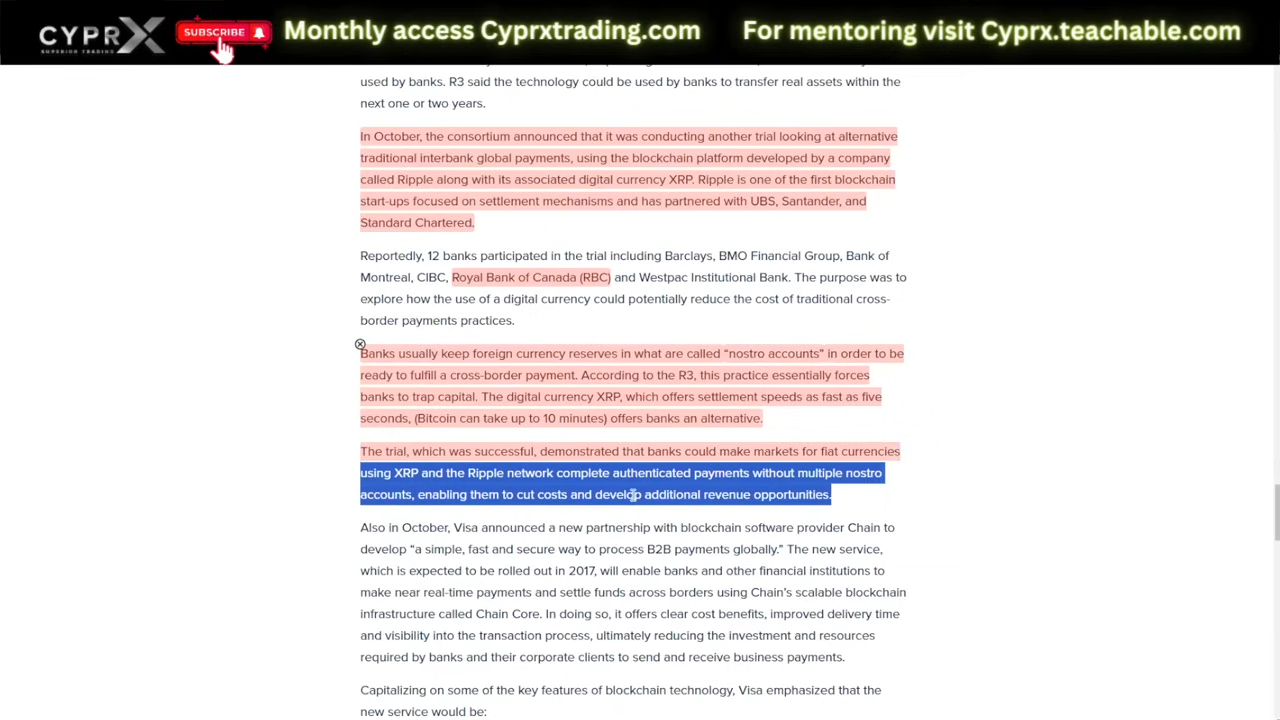 CYPRX
SUPERIOR TRADING
SUBSCRIBE
Monthly access Cyprxtrading.com
For mentoring visit Cyprx.teachable.com
used by banks. R3 said the technology could be used by banks to transfer real assets within the
next one or two years.
In October, the consortium announced that it was conducting another trial looking at alternative
traditional interbank global payments, using the blockchain platform developed by a company
called Ripple along with its associated digital currency XRP. Ripple is one of the first blockchain
start-ups focused on settlement mechanisms and has partnered with UBS, Santander, and
Standard Chartered.
Reportedly, 12 banks participated in the trial including Barclays, BMO Financial Group, Bank of
Montreal, CIBC, Royal Bank of Canada (RBC) and Westpac Institutional Bank. The purpose was to
explore how the use of a digital currency could potentially reduce the cost of traditional cross-
border payments practices.
Banks usually keep foreign currency reserves in what are called “nostro accounts” in order to be
ready to fulfill a cross-border payment. According to the R3, this practice essentially forces
banks to trap capital. The digital currency XRP, which offers settlement speeds as fast as five
seconds, (Bitcoin can take up to 10 minutes) offers banks an alternative.
The trial, which was successful, demonstrated that banks could make markets for fiat currencies
using XRP and the Ripple network complete authenticated payments without multiple nostro
accounts, enabling them to cut costs and develop additional revenue opportunities.
Also in October, Visa announced a new partnership with blockchain software provider Chain to
develop “a simple, fast and secure way to process B2B payments globally.” The new service,
which is expected to be rolled out in 2017, will enable banks and other financial institutions to
make near real-time payments and settle funds across borders using Chain’s scalable blockchain
infrastructure called Chain Core. In doing so, it offers clear cost benefits, improved delivery time
and visibility into the transaction process, ultimately reducing the investment and resources
required by banks and their corporate clients to send and receive business payments.
Capitalizing on some of the key features of blockchain technology, Visa emphasized that the
new service would be: